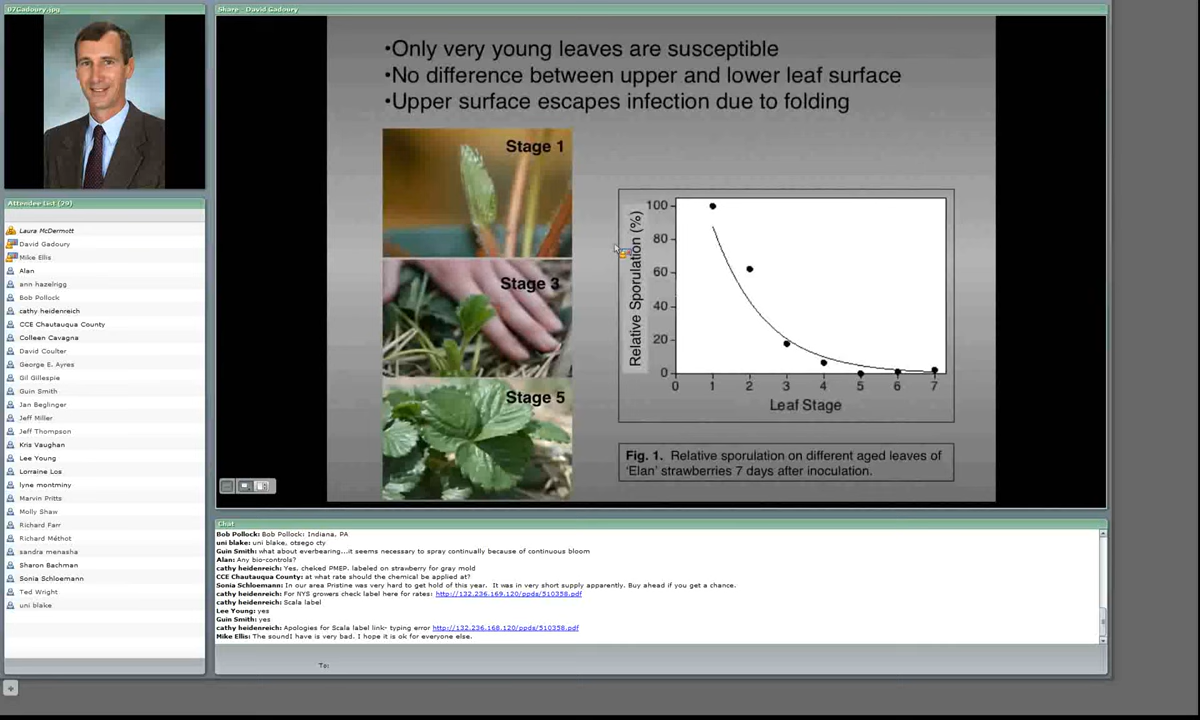 07Gadoury.jpg
Share - David Gadoury
Attendee List (29)
Laura McDermott
David Gadoury
Mike Ellis
Alan
ann hazelrigg
Bob Pollock
cathy heidenreich
CCE Chautauqua County
Colleen Cavagna
David Coulter
George E. Ayres
Gil Gillespie
Guin Smith
Jan Beglinger
Jeff Miller
Jeff Thompson
Kris Vaughan
Lee Young
Lorraine Los
lyne montminy
Marvin Pritts
Molly Shaw
Richard Farr
Richard Méthot
sandra menasha
Sharon Bachman
Sonia Schloemann
Ted Wright
uni blake
•Only very young leaves are susceptible
•No difference between upper and lower leaf surface
•Upper surface escapes infection due to folding
Stage 1
Stage 3
Stage 5
Relative Sporulation (%)
100
80
60
40
20
0
0 1 2 3 4 5 6 7
Leaf Stage
Fig. 1. Relative sporulation on different aged leaves of
'Elan' strawberries 7 days after inoculation.
Chat
Bob Pollock: Bob Pollock: Indiana, PA
uni blake: uni blake, otsego cty
Guin Smith: what about everbearing...it seems necessary to spray continually because of continuous bloom
Alan: Any bio-controls?
cathy heidenreich: Yes, cheked PMEP. labeled on strawberry for gray mold
CCE Chautauqua County: at what rate should the chemical be applied at?
Sonia Schloemann: In our area Pristine was very hard to get hold of this year. It was in very short supply apparently. Buy ahead if you get a chance.
cathy heidenreich: For NYS growers check label here for rates: http://132.236.169.120/ppds/510358.pdf
cathy heidenreich: Scala label
Lee Young: yes
Guin Smith: yes
cathy heidenreich: Apologies for Scala label link- typing error http://132.236.168.120/ppds/510358.pdf
Mike Ellis: The soundI have is very bad. I hope it is ok for everyone else.
To: